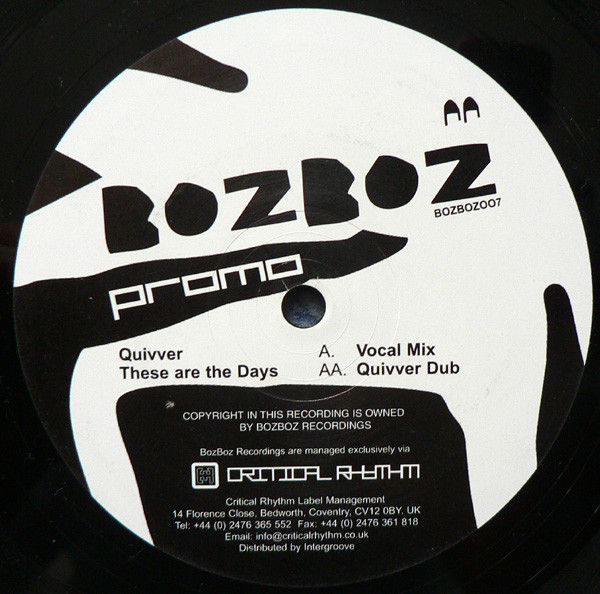 AA
BOZBOZ
BOZBOZ007
promo
Quivver A. Vocal Mix
These are the Days AA. Quivver Dub
COPYRIGHT IN THIS RECORDING IS OWNED
BY BOZBOZ RECORDINGS
BozBoz Recordings are managed exclusively via
CRITICAL RHYTHM
Critical Rhythm Label Management
14 Florence Close, Bedworth, Coventry, CV12 0BY. UK
Tel: +44 (0) 2476 365 552 Fax: +44 (0) 2476 361 818
Email: info@criticalrhythm.co.uk
Distributed by Intergroove